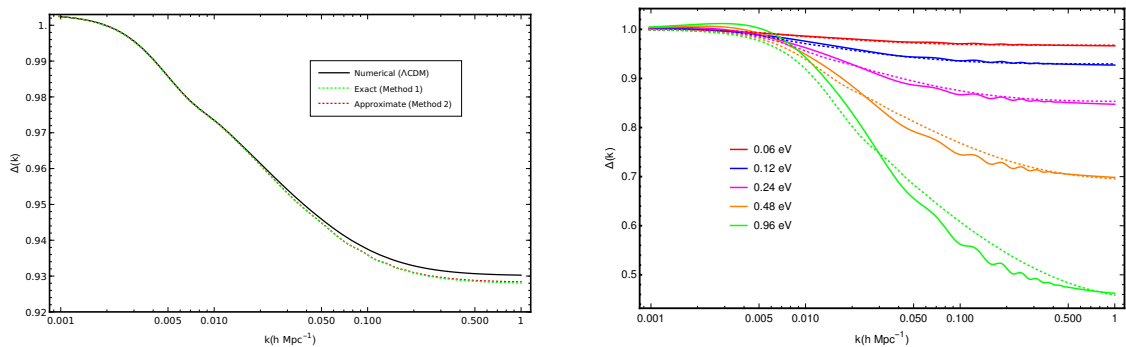 1.
0.99
0.98
0.97
0.96
0.95
0.94
0.93
0.92
Δ(k)
Numerical (ΛCDM)
Exact (Method 1)
Approximate (Method 2)
0.001 0.005 0.010 0.050 0.100 0.500 1
k(h Mpc⁻¹)
1.0
0.9
0.8
0.7
0.6
0.5
Δ(k)
0.06 eV
0.12 eV
0.24 eV
0.48 eV
0.96 eV
0.001 0.005 0.010 0.050 0.100 0.500 1
k(h Mpc⁻¹)